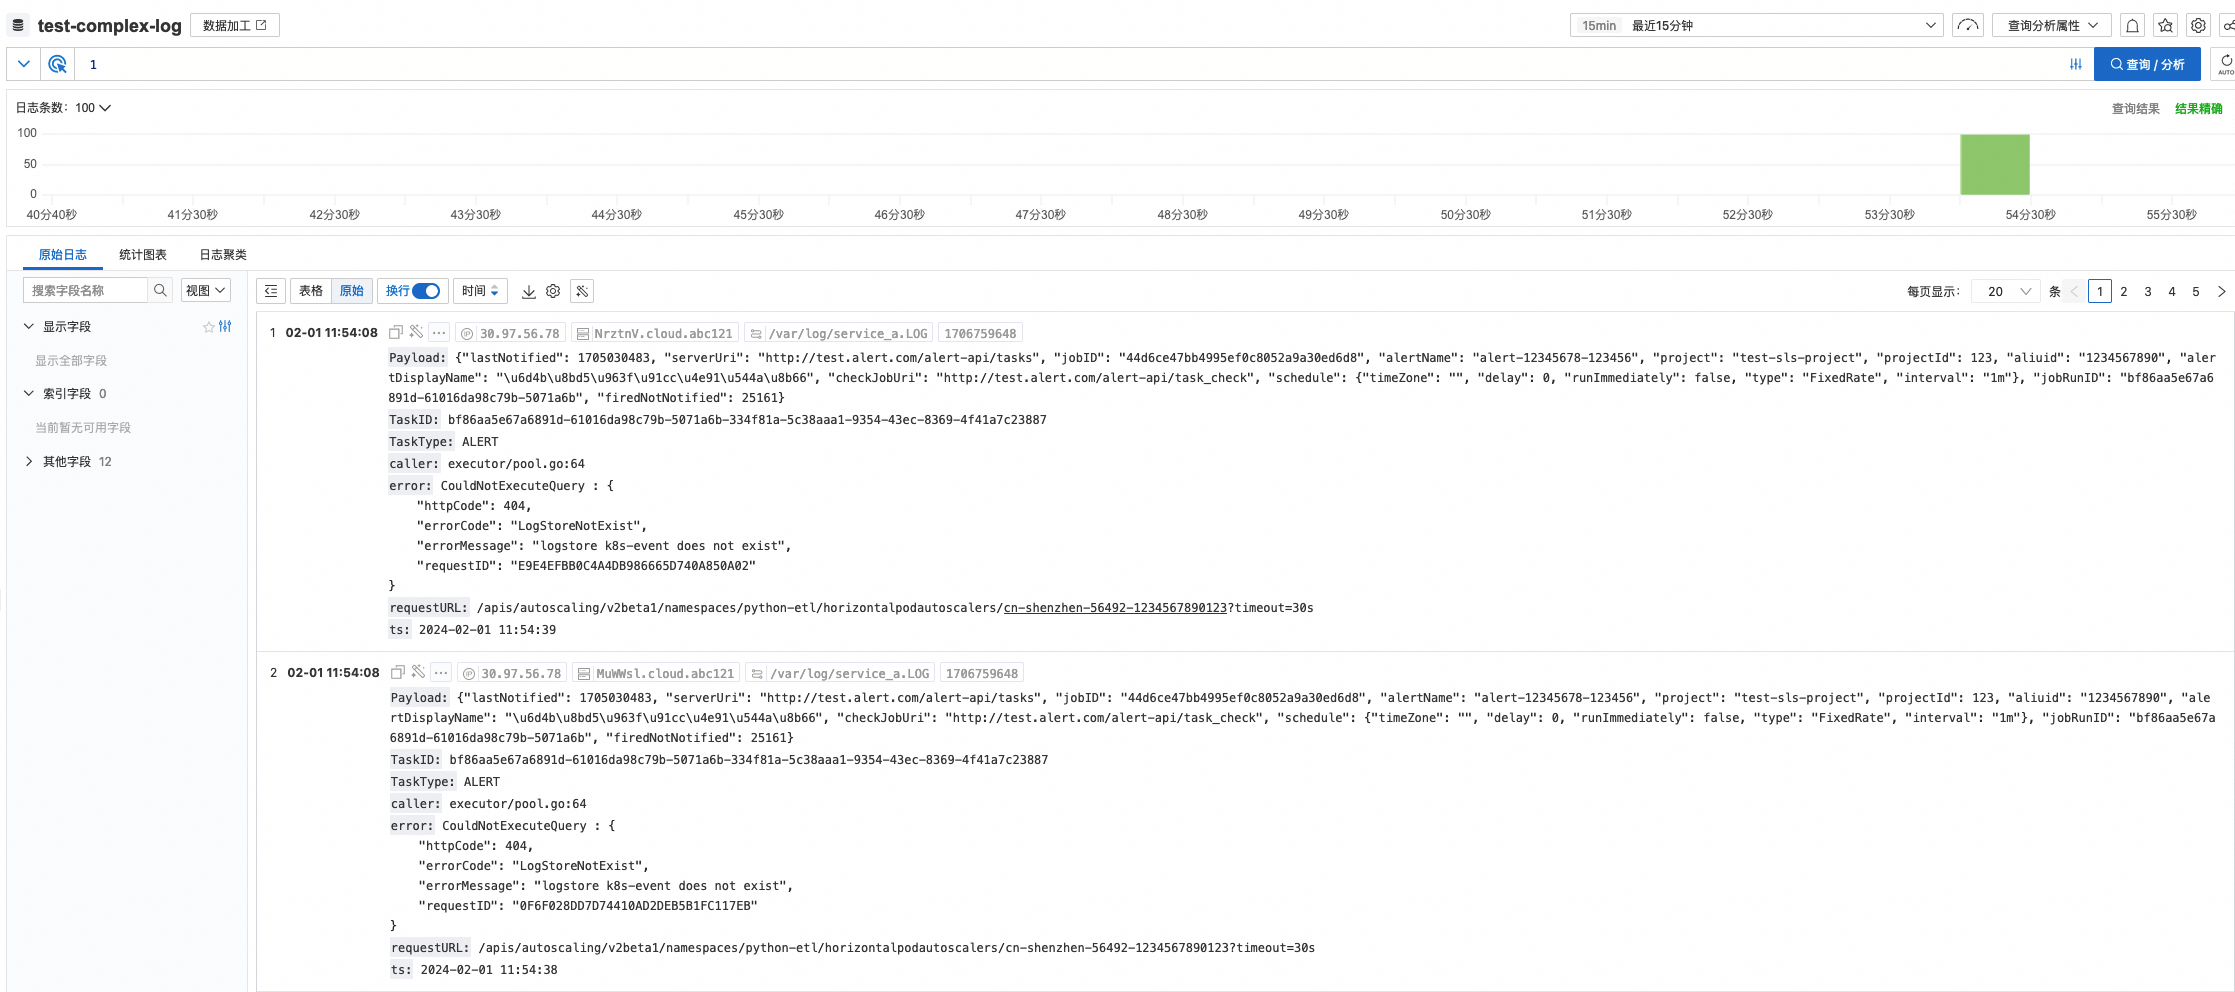 test-complex-log 数据加工 15min 最近15分钟 查询分析属性
1 查询 / 分析 AUTO
日志条数: 100 查询结果 结果精确
100
50
0
40分40秒 41分30秒 42分30秒 43分30秒 44分30秒 45分30秒 46分30秒 47分30秒 48分30秒 49分30秒 50分30秒 51分30秒 52分30秒 53分30秒 54分30秒 55分30秒
原始日志 统计图表 日志聚类
搜索字段名称 视图 表格 原始 换行 时间 每页显示: 20 条 1 2 3 4 5
显示字段
显示全部字段
索引字段 0
当前暂无可用字段
其他字段 12
1 02-01 11:54:08 ... IP 30.97.56.78 NrztnV.cloud.abc121 /var/log/service_a.LOG 1706759648
Payload: {"lastNotified": 1705030483, "serverUri": "http://test.alert.com/alert-api/tasks", "jobID": "44d6ce47bb4995ef0c8052a9a30ed6d8", "alertName": "alert-12345678-123456", "project": "test-sls-project", "projectId": 123, "aliuid": "1234567890", "aler
tDisplayName": "\u6d4b\u8bd5\u963f\u91cc\u4e91\u544a\u8b66", "checkJobUri": "http://test.alert.com/alert-api/task_check", "schedule": {"timeZone": "", "delay": 0, "runImmediately": false, "type": "FixedRate", "interval": "1m"}, "jobRunID": "bf86aa5e67a6
891d-61016da98c79b-5071a6b", "firedNotNotified": 25161}
TaskID: bf86aa5e67a6891d-61016da98c79b-5071a6b-334f81a-5c38aaa1-9354-43ec-8369-4f41a7c23887
TaskType: ALERT
caller: executor/pool.go:64
error: CouldNotExecuteQuery : {
"httpCode": 404,
"errorCode": "LogStoreNotExist",
"errorMessage": "logstore k8s-event does not exist",
"requestID": "E9E4EFBB0C4A4DB986665D740A850A02"
}
requestURL: /apis/autoscaling/v2beta1/namespaces/python-etl/horizontalpodautoscalers/cn-shenzhen-56492-1234567890123?timeout=30s
ts: 2024-02-01 11:54:39
2 02-01 11:54:08 ... IP 30.97.56.78 MuWWsl.cloud.abc121 /var/log/service_a.LOG 1706759648
Payload: {"lastNotified": 1705030483, "serverUri": "http://test.alert.com/alert-api/tasks", "jobID": "44d6ce47bb4995ef0c8052a9a30ed6d8", "alertName": "alert-12345678-123456", "project": "test-sls-project", "projectId": 123, "aliuid": "1234567890", "ale
rtDisplayName": "\u6d4b\u8bd5\u963f\u91cc\u4e91\u544a\u8b66", "checkJobUri": "http://test.alert.com/alert-api/task_check", "schedule": {"timeZone": "", "delay": 0, "runImmediately": false, "type": "FixedRate", "interval": "1m"}, "jobRunID": "bf86aa5e67a
6891d-61016da98c79b-5071a6b", "firedNotNotified": 25161}
TaskID: bf86aa5e67a6891d-61016da98c79b-5071a6b-334f81a-5c38aaa1-9354-43ec-8369-4f41a7c23887
TaskType: ALERT
caller: executor/pool.go:64
error: CouldNotExecuteQuery : {
"httpCode": 404,
"errorCode": "LogStoreNotExist",
"errorMessage": "logstore k8s-event does not exist",
"requestID": "0F6F028DD7D74410AD2DEB5B1FC117EB"
}
requestURL: /apis/autoscaling/v2beta1/namespaces/python-etl/horizontalpodautoscalers/cn-shenzhen-56492-1234567890123?timeout=30s
ts: 2024-02-01 11:54:38